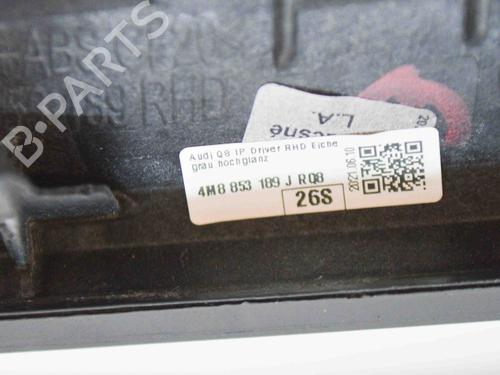 ABS
189 RHD
L.A.
Audi Q8 IP Driver RHD Eiche
grau hochglanz
4M8 853 189 J RQ8
26S
2021.06.10
B-PARTS